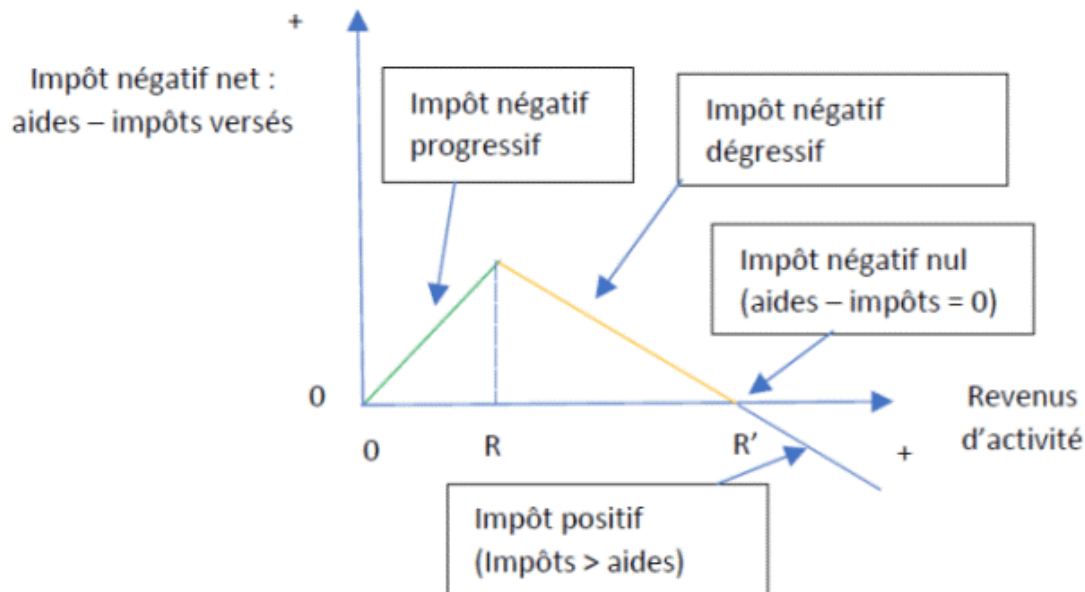 +
Impôt négatif net :
aides – impôts versés
Impôt négatif
progressif
Impôt négatif
dégressif
Impôt négatif nul
(aides – impôts = 0)
0
Revenus
d'activité
0
R
R'
+
Impôt positif
(Impôts > aides)